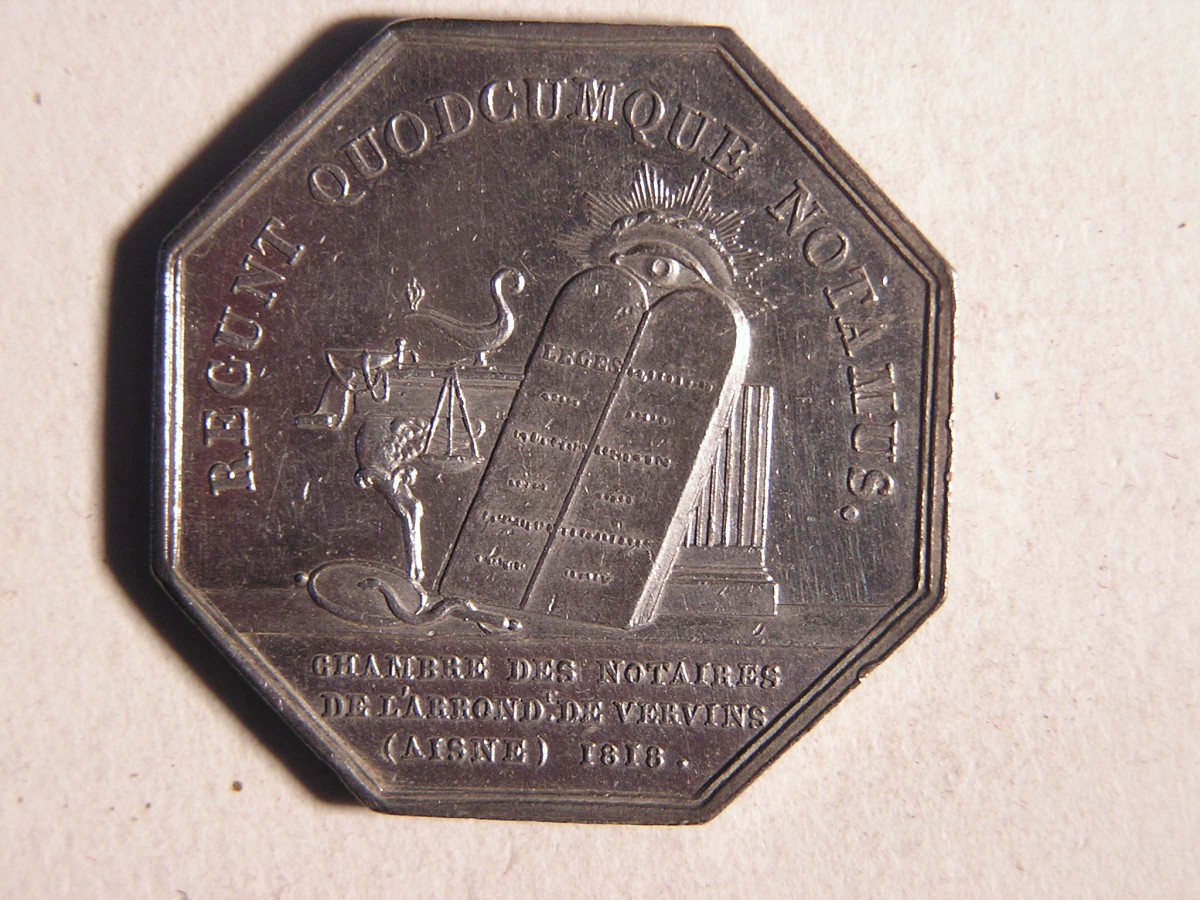 REGUNT QUODCUMQUE NOTAMUS.
LEGES
CHAMBRE DES NOTAIRES
DE L'ARROND.T DE VERVINS
(AISNE) 1818.